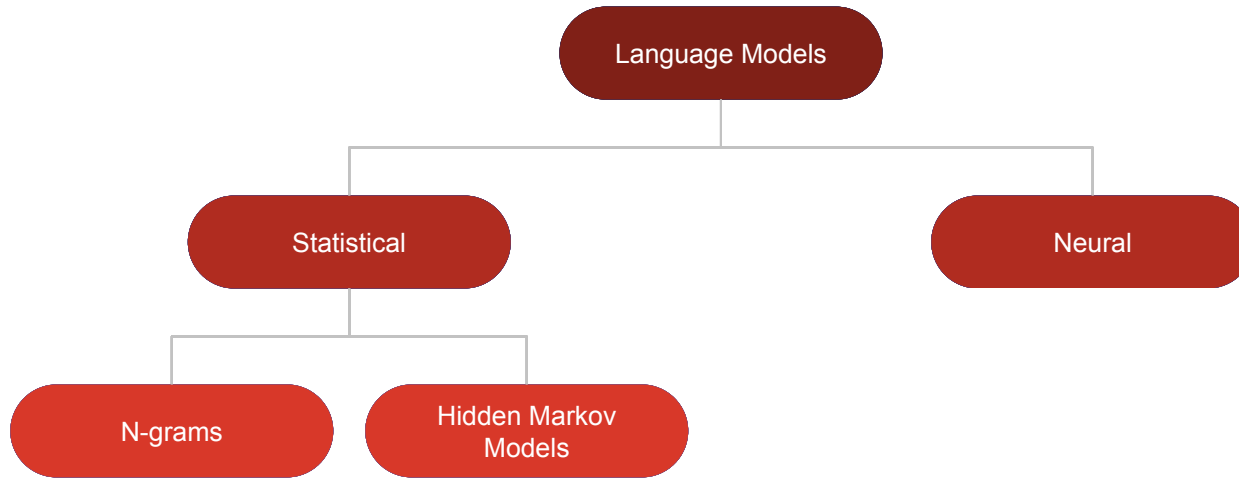 Language Models
Statistical
Neural
N-grams
Hidden Markov
Models